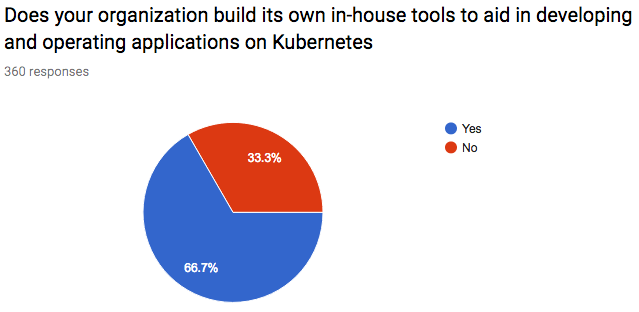 Does your organization build its own in-house tools to aid in developing
and operating applications on Kubernetes
360 responses
Yes
No
33.3%
66.7%